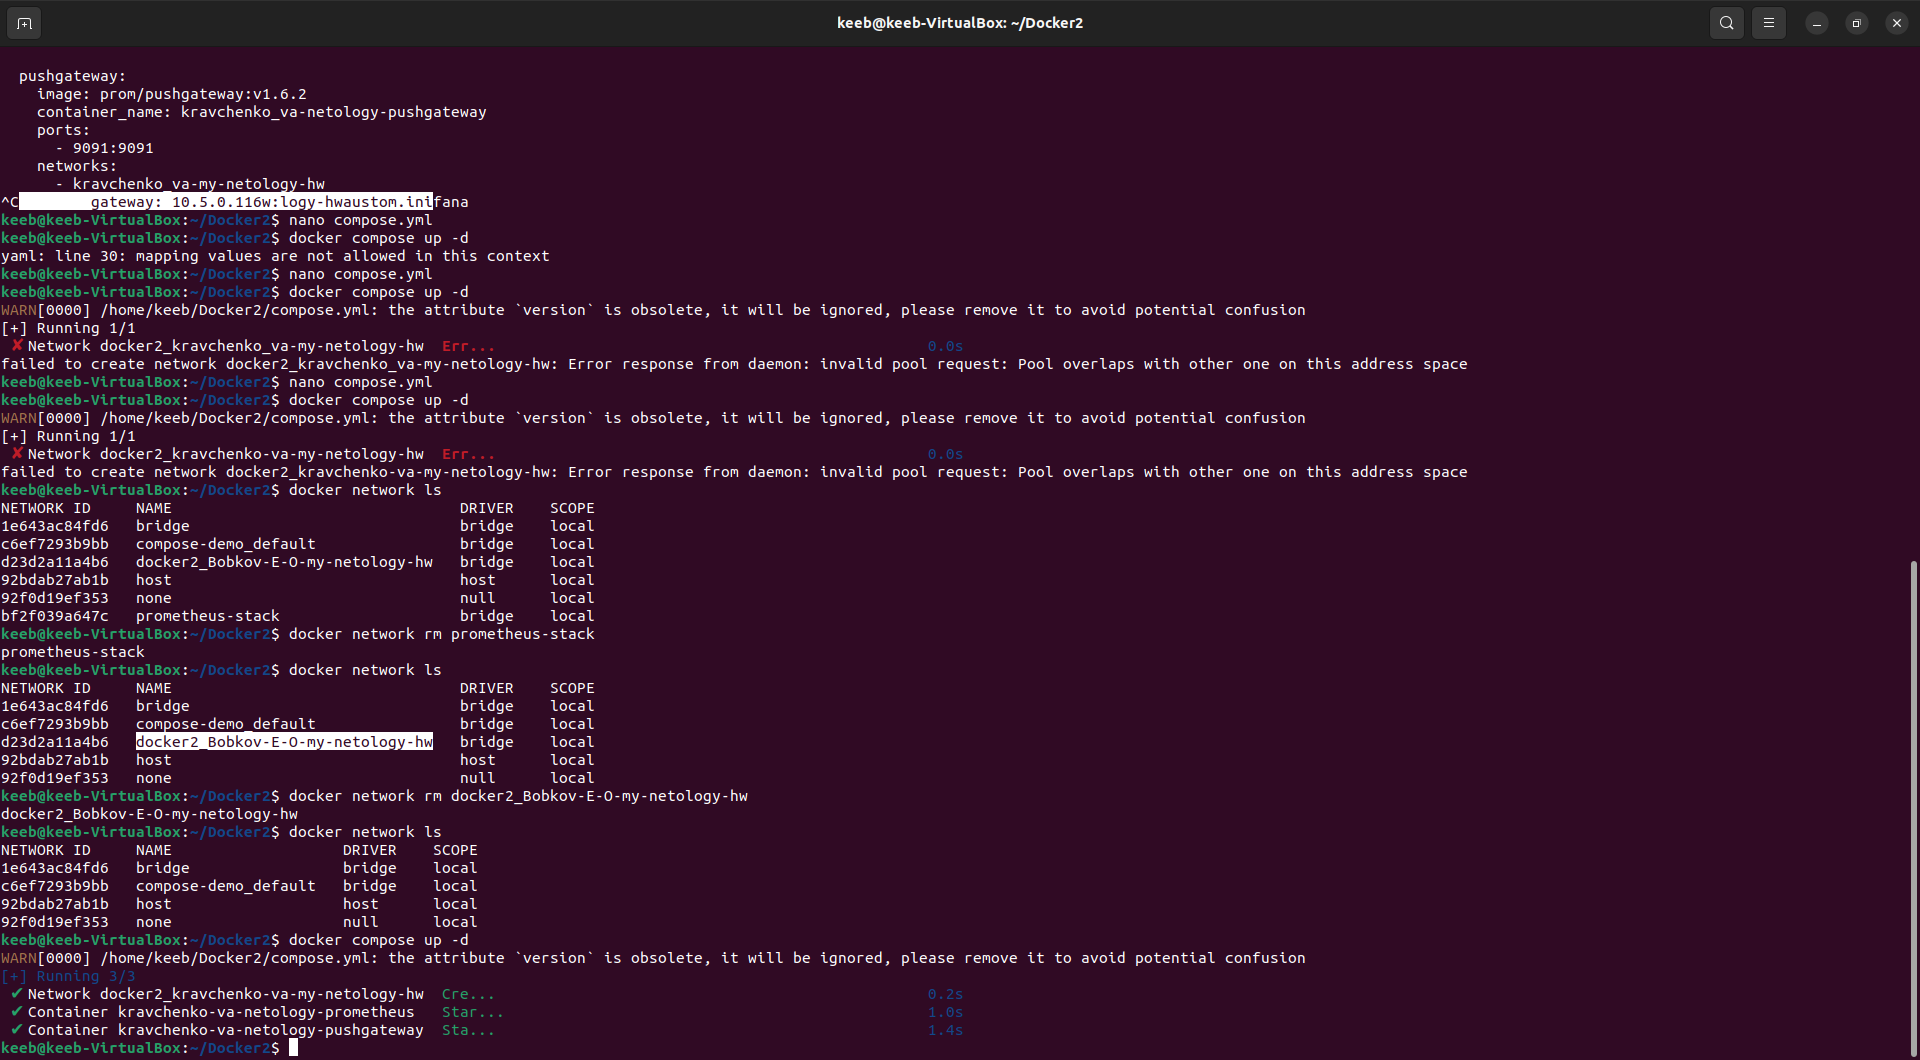 keeb@keeb-VirtualBox: ~/Docker2
  pushgateway:
    image: prom/pushgateway:v1.6.2
    container_name: kravchenko_va-netology-pushgateway
    ports:
      - 9091:9091
    networks:
      - kravchenko_va-my-netology-hw
^C        gateway: 10.5.0.116w:logy-hwaustom.inifana
keeb@keeb-VirtualBox:~/Docker2$ nano compose.yml
keeb@keeb-VirtualBox:~/Docker2$ docker compose up -d
yaml: line 30: mapping values are not allowed in this context
keeb@keeb-VirtualBox:~/Docker2$ nano compose.yml
keeb@keeb-VirtualBox:~/Docker2$ docker compose up -d
WARN[0000] /home/keeb/Docker2/compose.yml: the attribute `version` is obsolete, it will be ignored, please remove it to avoid potential confusion
[+] Running 1/1
 ✘ Network docker2_kravchenko_va-my-netology-hw  Err...                                                0.0s
failed to create network docker2_kravchenko_va-my-netology-hw: Error response from daemon: invalid pool request: Pool overlaps with other one on this address space
keeb@keeb-VirtualBox:~/Docker2$ nano compose.yml
keeb@keeb-VirtualBox:~/Docker2$ docker compose up -d
WARN[0000] /home/keeb/Docker2/compose.yml: the attribute `version` is obsolete, it will be ignored, please remove it to avoid potential confusion
[+] Running 1/1
 ✘ Network docker2_kravchenko-va-my-netology-hw  Err...                                                0.0s
failed to create network docker2_kravchenko-va-my-netology-hw: Error response from daemon: invalid pool request: Pool overlaps with other one on this address space
keeb@keeb-VirtualBox:~/Docker2$ docker network ls
NETWORK ID     NAME                                DRIVER    SCOPE
1e643ac84fd6   bridge                              bridge    local
c6ef7293b9bb   compose-demo_default                bridge    local
d23d2a11a4b6   docker2_Bobkov-E-O-my-netology-hw   bridge    local
92bdab27ab1b   host                                host      local
92f0d19ef353   none                                null      local
bf2f039a647c   prometheus-stack                    bridge    local
keeb@keeb-VirtualBox:~/Docker2$ docker network rm prometheus-stack
prometheus-stack
keeb@keeb-VirtualBox:~/Docker2$ docker network ls
NETWORK ID     NAME                                DRIVER    SCOPE
1e643ac84fd6   bridge                              bridge    local
c6ef7293b9bb   compose-demo_default                bridge    local
d23d2a11a4b6   docker2_Bobkov-E-O-my-netology-hw   bridge    local
92bdab27ab1b   host                                host      local
92f0d19ef353   none                                null      local
keeb@keeb-VirtualBox:~/Docker2$ docker network rm docker2_Bobkov-E-O-my-netology-hw
docker2_Bobkov-E-O-my-netology-hw
keeb@keeb-VirtualBox:~/Docker2$ docker network ls
NETWORK ID     NAME                   DRIVER    SCOPE
1e643ac84fd6   bridge                 bridge    local
c6ef7293b9bb   compose-demo_default   bridge    local
92bdab27ab1b   host                   host      local
92f0d19ef353   none                   null      local
keeb@keeb-VirtualBox:~/Docker2$ docker compose up -d
WARN[0000] /home/keeb/Docker2/compose.yml: the attribute `version` is obsolete, it will be ignored, please remove it to avoid potential confusion
[+] Running 3/3
 ✔ Network docker2_kravchenko-va-my-netology-hw  Cre...                                                0.2s
 ✔ Container kravchenko-va-netology-prometheus   Star...                                               1.0s
 ✔ Container kravchenko-va-netology-pushgateway  Sta...                                                1.4s
keeb@keeb-VirtualBox:~/Docker2$